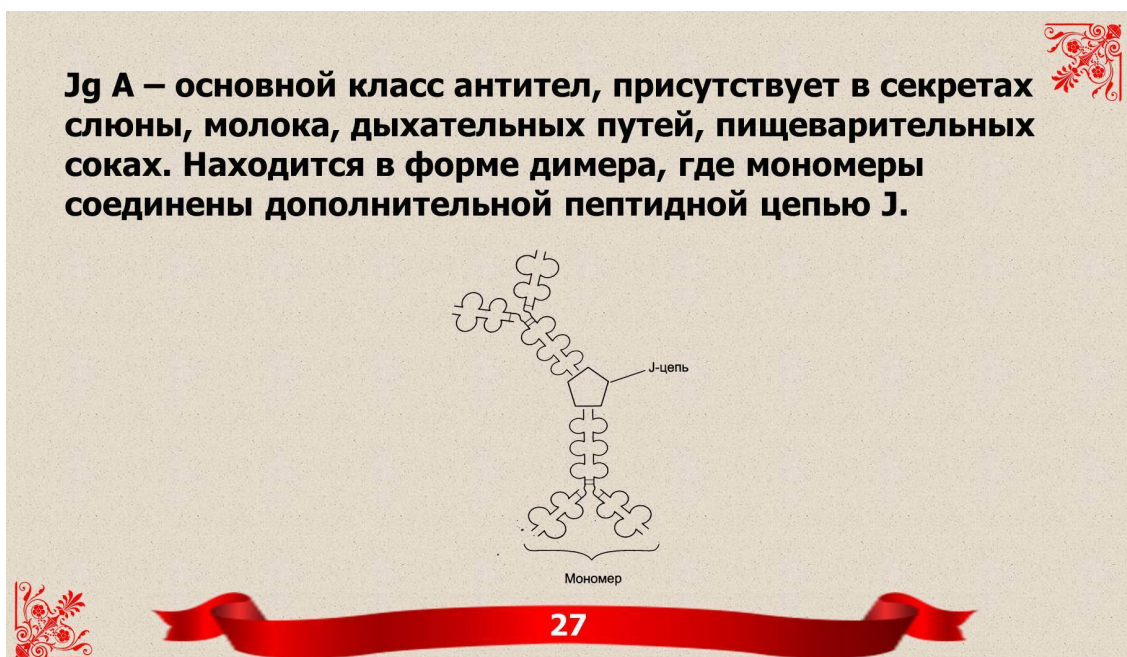 Jg A – основной класс антител, присутствует в секретах
слюны, молока, дыхательных путей, пищеварительных
соках. Находится в форме димера, где мономеры
соединены дополнительной пептидной цепью J.
J-цепь
Мономер
27